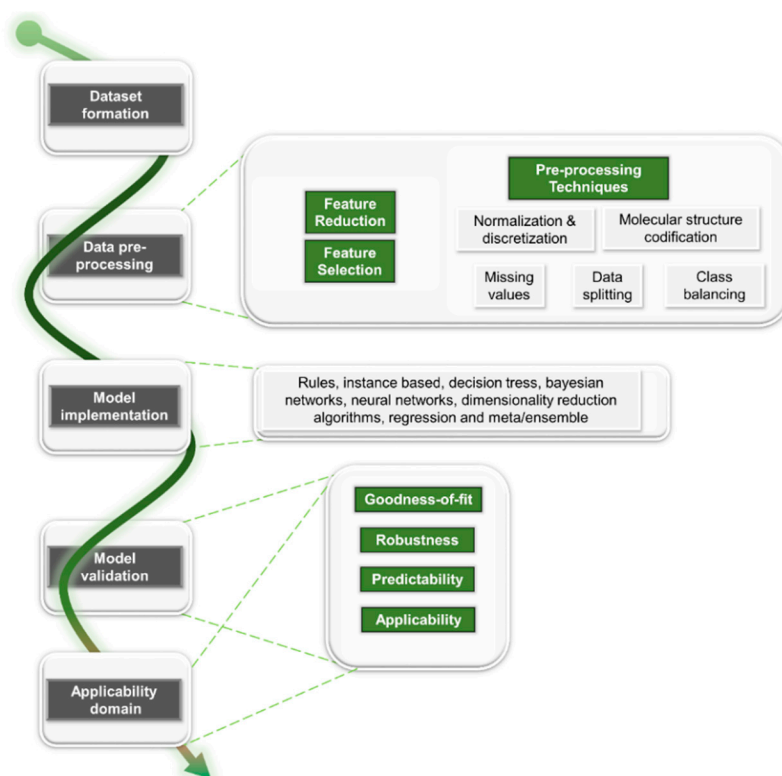 Dataset
formation
Data pre-
processing
Feature
Reduction
Feature
Selection
Pre-processing
Techniques
Normalization &
discretization
Molecular structure
codification
Missing
values
Data
splitting
Class
balancing
Model
implementation
Rules, instance based, decision tress, bayesian
networks, neural networks, dimensionality reduction
algorithms, regression and meta/ensemble
Model
validation
Goodness-of-fit
Robustness
Predictability
Applicability
Applicability
domain